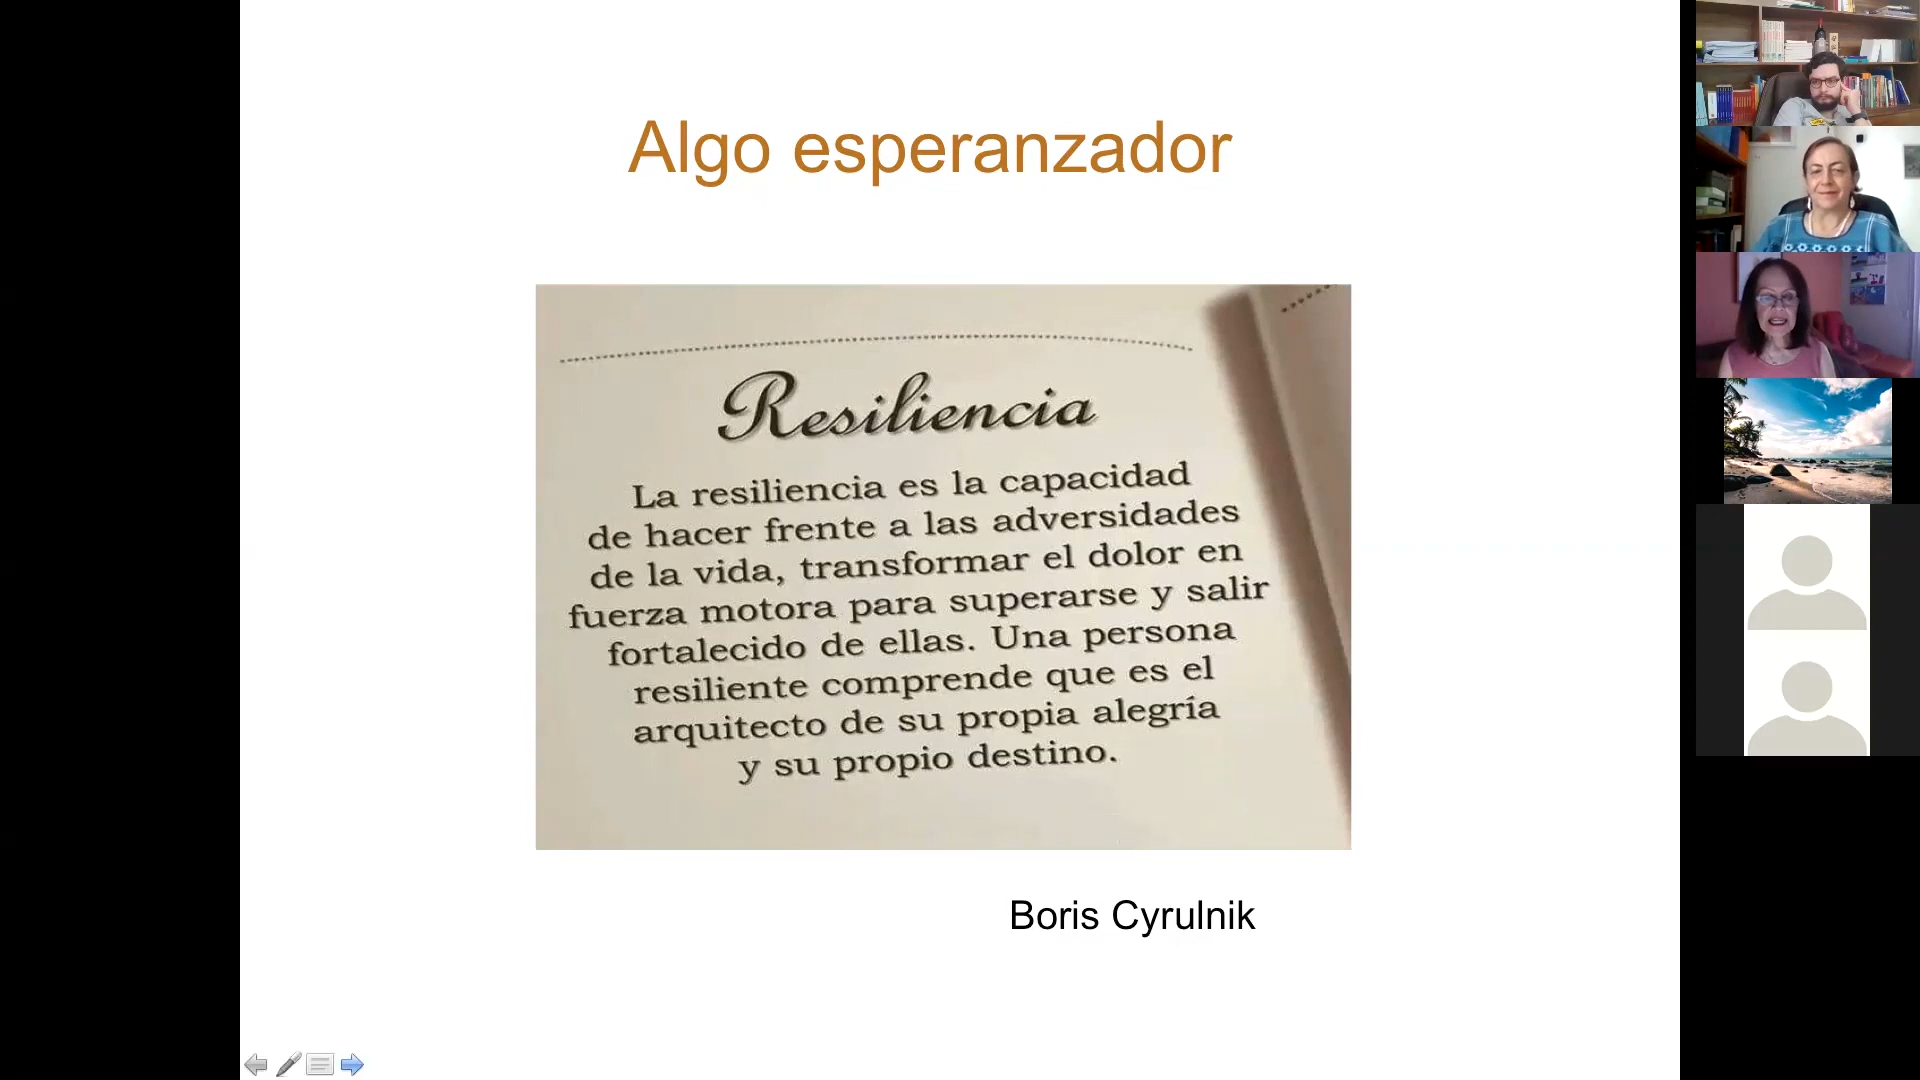 Algo esperanzador
Resiliencia
La resiliencia es la capacidad
de hacer frente a las adversidades
de la vida, transformar el dolor en
fuerza motora para superarse y salir
fortalecido de ellas. Una persona
resiliente comprende que es el
arquitecto de su propia alegría
y su propio destino.
Boris Cyrulnik